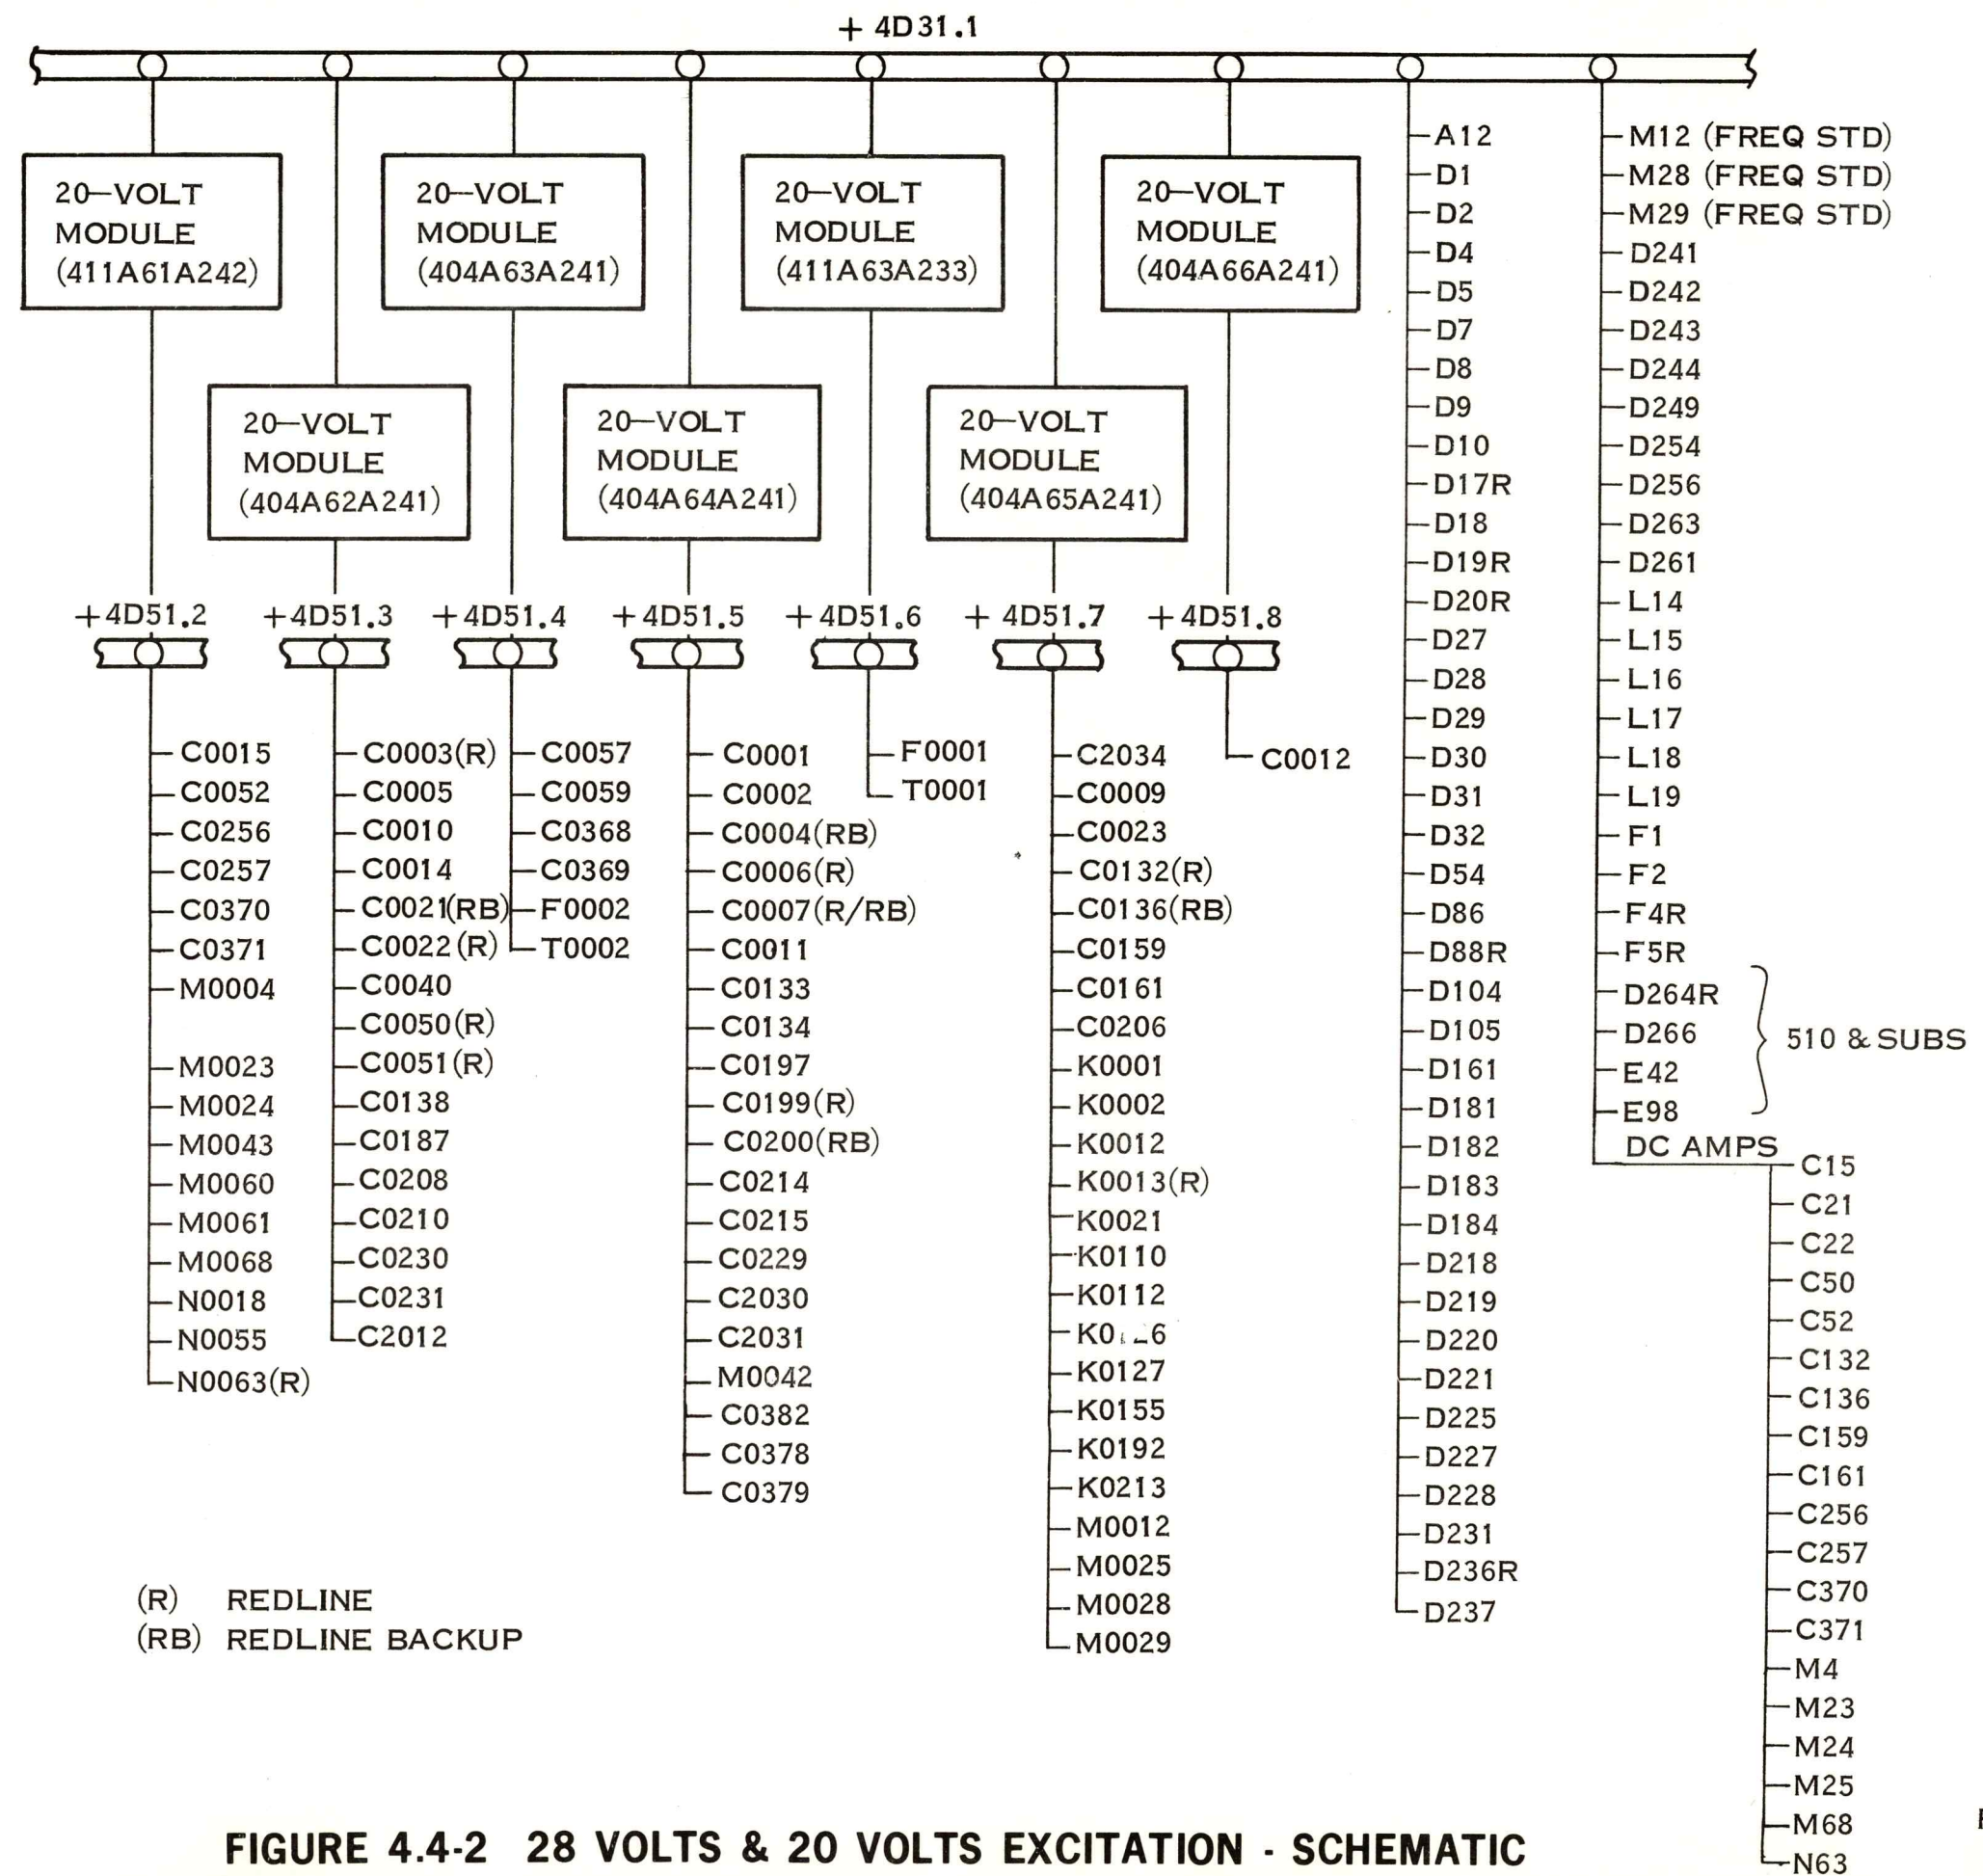 + 4D31.1
20-VOLT
MODULE
(411A61A242)
20-VOLT
MODULE
(404A63A241)
20-VOLT
MODULE
(411A63A233)
20-VOLT
MODULE
(404A66A241)
20-VOLT
MODULE
(404A62A241)
20-VOLT
MODULE
(404A64A241)
20-VOLT
MODULE
(404A65A241)
+4D51.2
C0015
C0052
C0256
C0257
C0370
C0371
M0004
M0023
M0024
M0043
M0060
M0061
M0068
N0018
N0055
N0063(R)
+4D51.3
C0003(R)
C0005
C0010
C0014
C0021(RB)
C0022(R)
C0040
C0050(R)
C0051(R)
C0138
C0187
C0208
C0210
C0230
C0231
C2012
+4D51.4
C0057
C0059
C0368
C0369
F0002
T0002
+4D51.5
C0001
C0002
C0004(RB)
C0006(R)
C0007(R/RB)
C0011
C0133
C0134
C0197
C0199(R)
C0200(RB)
C0214
C0215
C0229
C2030
C2031
M0042
C0382
C0378
C0379
+4D51.6
F0001
T0001
+ 4D51.7
C2034
C0009
C0023
C0132(R)
C0136(RB)
C0159
C0161
C0206
K0001
K0002
K0012
K0013(R)
K0021
K0110
K0112
K0127
K0155
K0192
K0213
M0012
M0025
M0028
M0029
+4D51.8
C0012
A12
D1
D2
D4
D5
D7
D8
D9
D10
D17R
D18
D19R
D20R
D27
D28
D29
D30
D31
D32
D54
D86
D88R
D104
D105
D161
D181
D182
D183
D184
D218
D219
D220
D221
D225
D227
D228
D231
D236R
D237
M12 (FREQ STD)
M28 (FREQ STD)
M29 (FREQ STD)
D241
D242
D243
D244
D249
D254
D256
D263
D261
L14
L15
L16
L17
L18
L19
F1
F2
F4R
F5R
D264R
D266
E42
E98
510 & SUBS
DC AMPS
C15
C21
C22
C50
C52
C132
C136
C159
C161
C256
C257
C370
C371
M4
M23
M24
M25
M68
N63
(R) REDLINE
(RB) REDLINE BACKUP
FIGURE 4.4-2 28 VOLTS & 20 VOLTS EXCITATION - SCHEMATIC